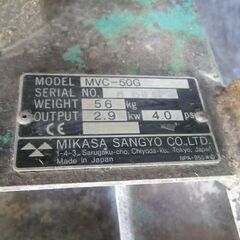 MODEL MVC-50G
SERIAL NO.
WEIGHT 56 kg
OUTPUT 2.9 kW 4.0 ps
CE
MIKASA SANGYO CO.,LTD.
1-4-3, Sarugaku-cho, Chiyoda-ku, Tokyo, Japan
Made in Japan